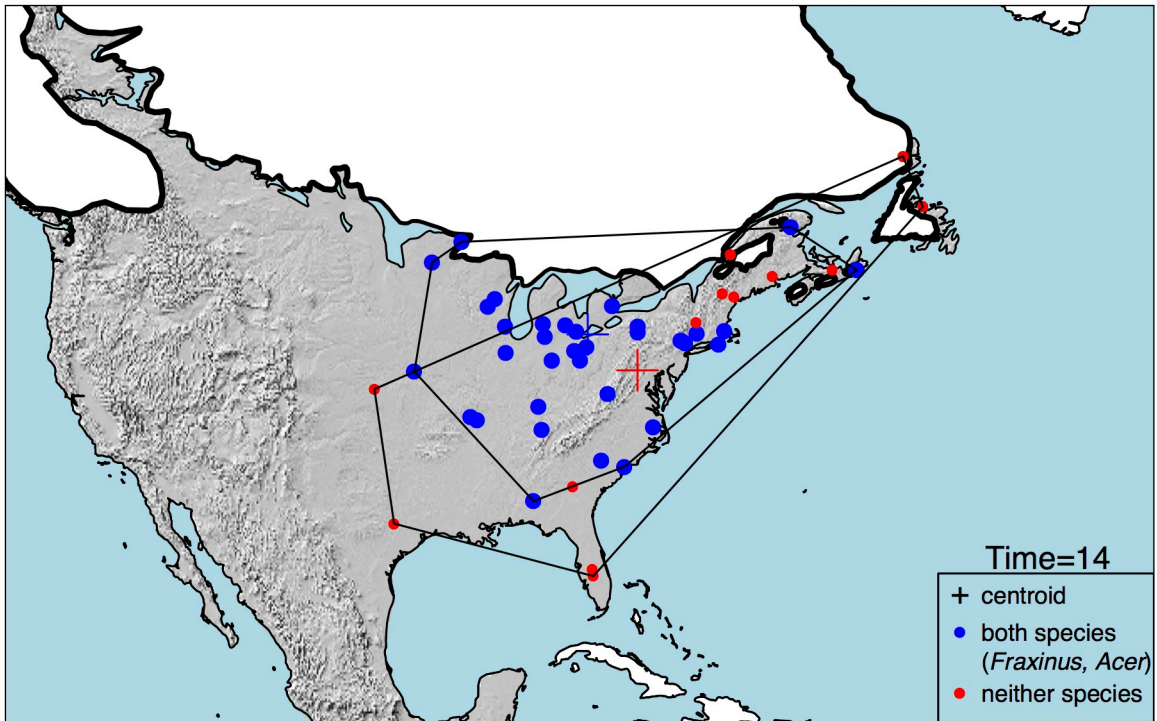 Time=14
+ centroid
both species
(Fraxinus, Acer)
neither species